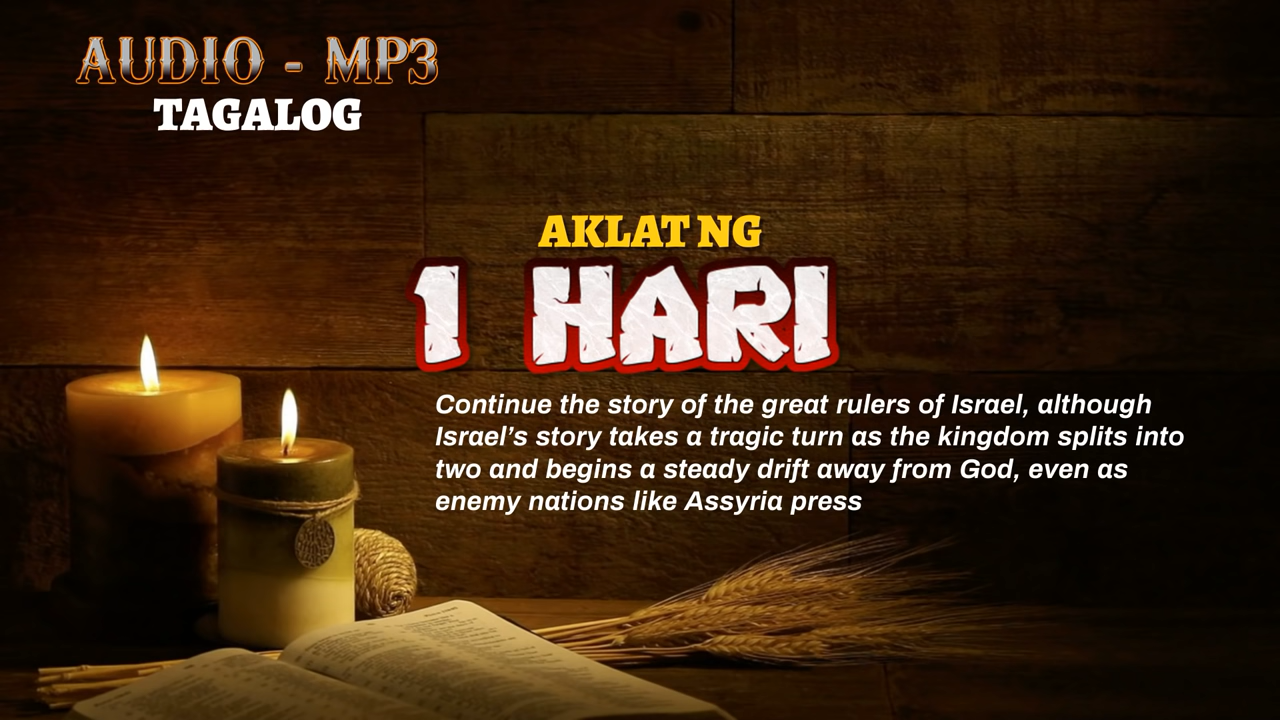 AUDIO - MP3
TAGALOG
AKLAT NG
1 HARI
Continue the story of the great rulers of Israel, although
Israel’s story takes a tragic turn as the kingdom splits into
two and begins a steady drift away from God, even as
enemy nations like Assyria press